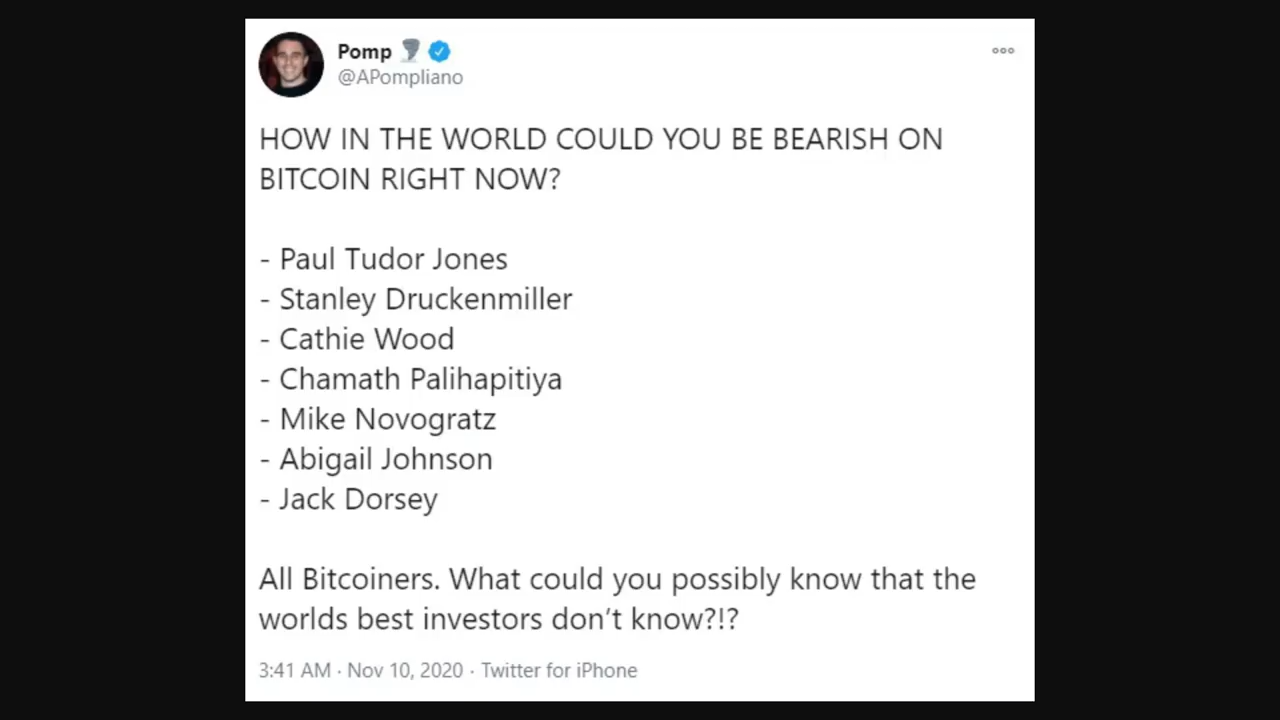 Pomp
@APompliano
HOW IN THE WORLD COULD YOU BE BEARISH ON
BITCOIN RIGHT NOW?
- Paul Tudor Jones
- Stanley Druckenmiller
- Cathie Wood
- Chamath Palihapitiya
- Mike Novogratz
- Abigail Johnson
- Jack Dorsey
All Bitcoiners. What could you possibly know that the
worlds best investors don’t know?!?
3:41 AM · Nov 10, 2020 · Twitter for iPhone